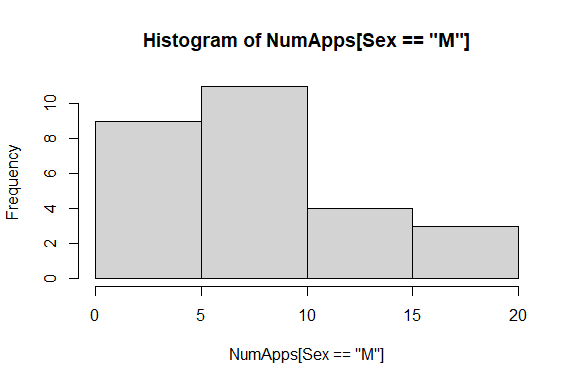 Histogram of NumApps[Sex == "M"]
Frequency
10
8
6
4
2
0
0 5 10 15 20
NumApps[Sex == "M"]